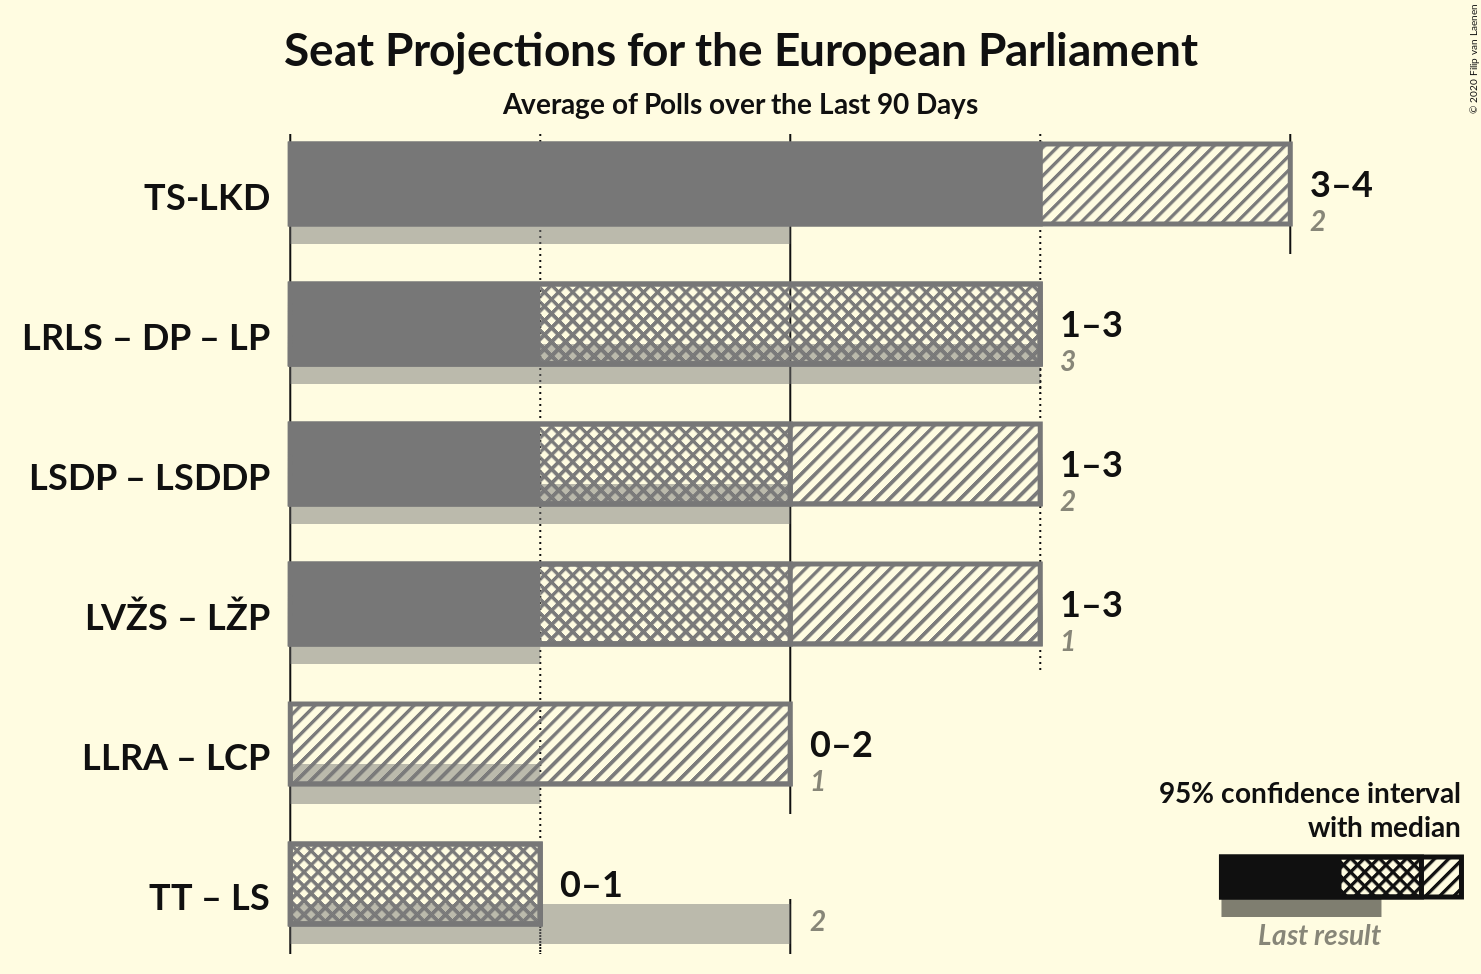 Seat Projections for the European Parliament
Average of Polls over the Last 90 Days
© 2020 Filip van Laenen
TS-LKD
3–4
2
LRLS – DP – LP
1–3
3
LSDP – LSDDP
1–3
2
LVŽS – LŽP
1–3
1
LLRA – LCP
0–2
1
TT – LS
0–1
2
95% confidence interval
with median
Last result